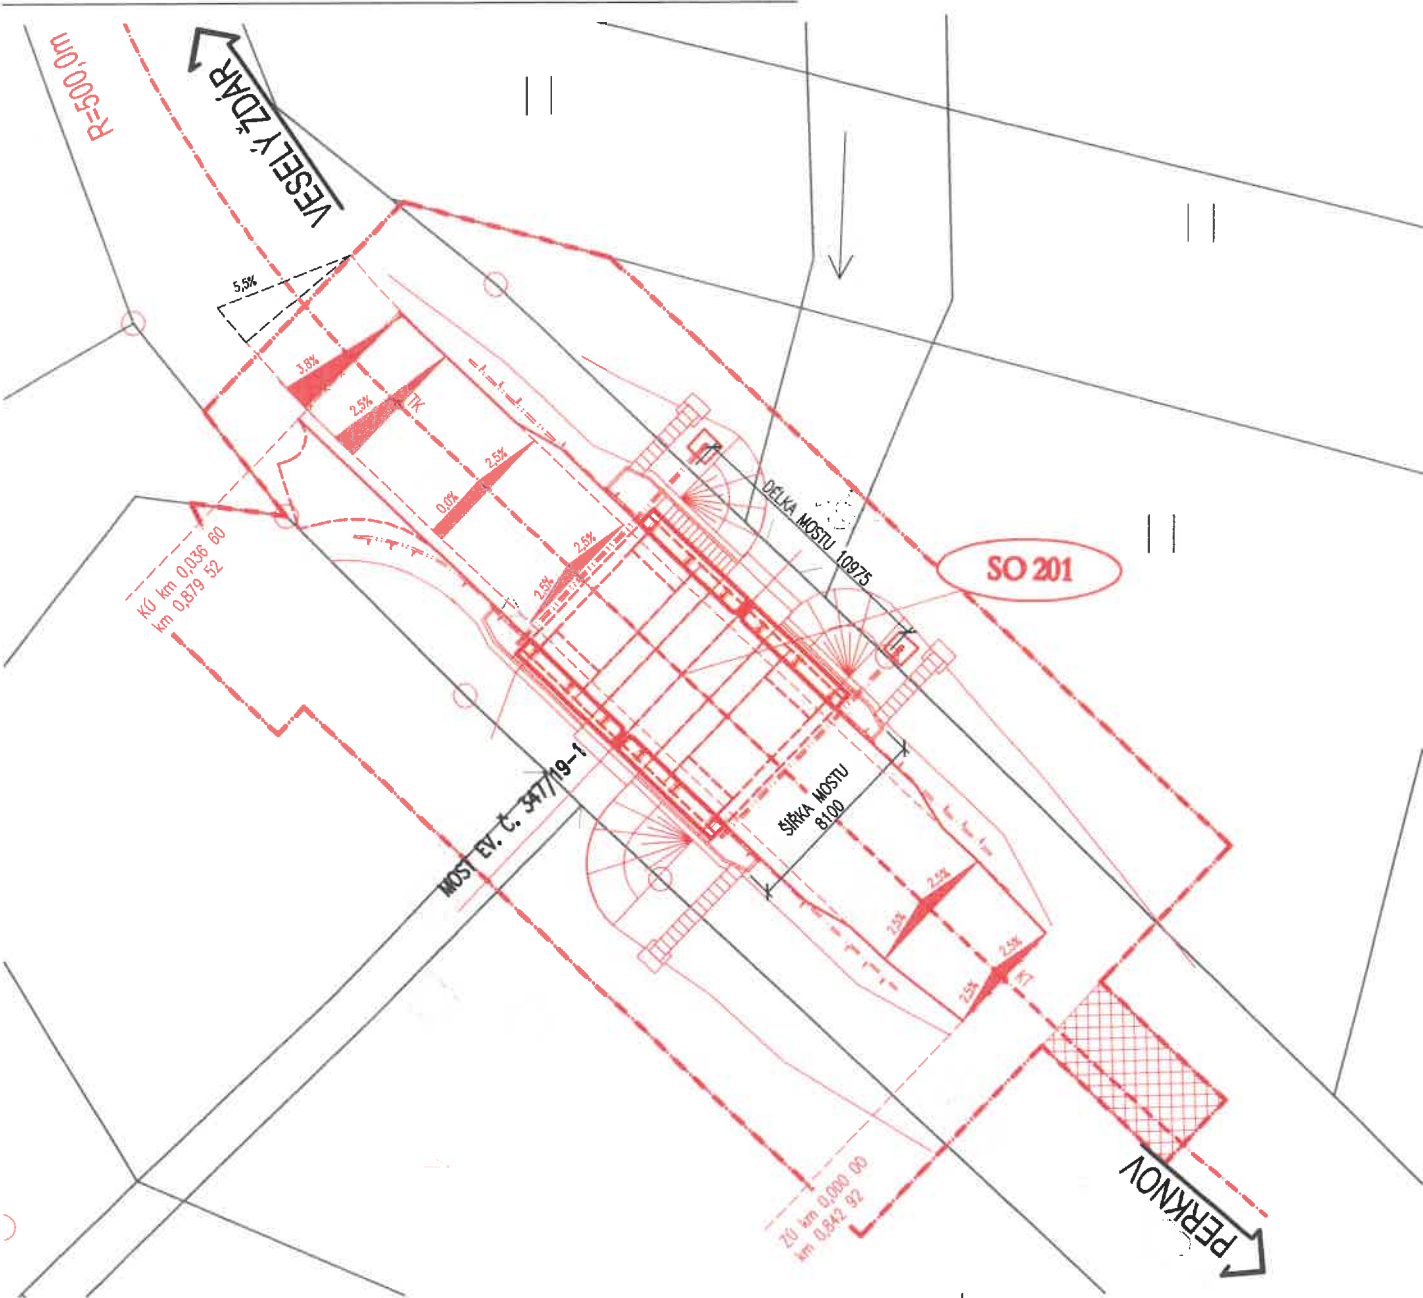 R=500,0m
VESELÝ ŽDÁR
5,5%
3,8%
2,5%
TK
2,5%
0,0%
2,5%
2,5%
DÉLKA MOSTU 10975
SO 201
KÚ km 0,036 60
km 0,879 52
MOST EV. Č. 347/19-1
ŠÍŘKA MOSTU
8100
2,5%
2,5%
2,5%
2,5%
KT
ZÚ km 0,000 00
km 0,842 92
PERKNOV